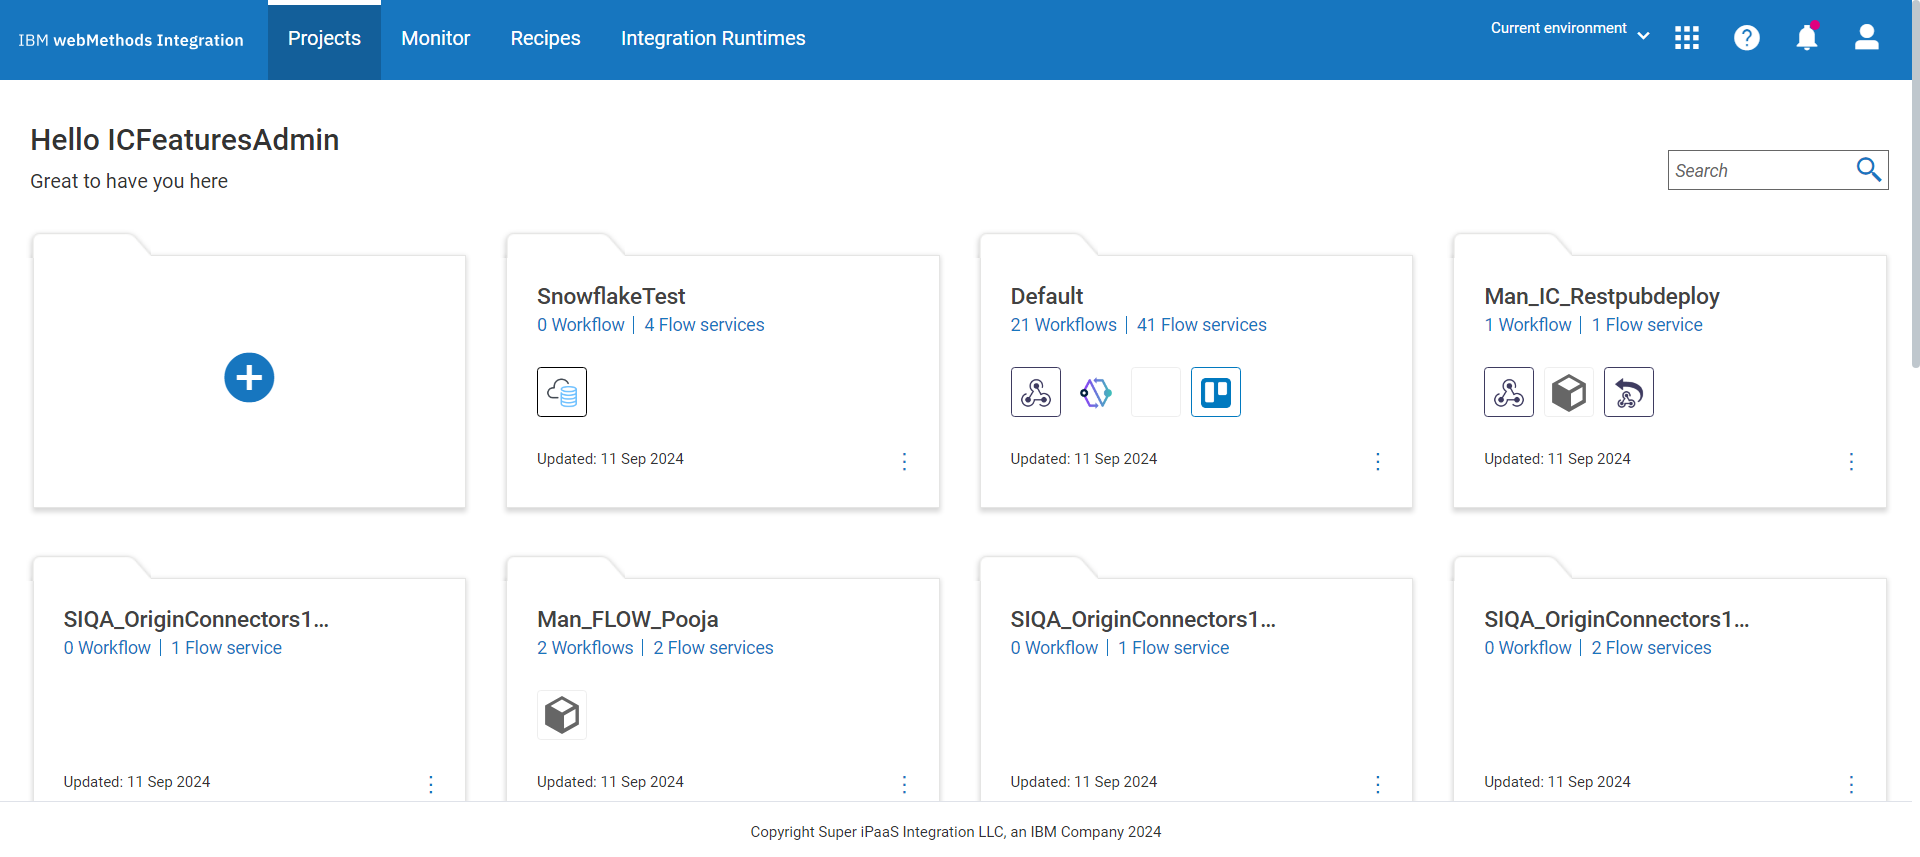 IBM webMethods Integration
Projects
Monitor
Recipes
Integration Runtimes
Current environment
Hello ICFeaturesAdmin
Great to have you here
Search
SnowflakeTest
0 Workflow | 4 Flow services
Updated: 11 Sep 2024
Default
21 Workflows | 41 Flow services
Updated: 11 Sep 2024
Man_IC_Restpubdeploy
1 Workflow | 1 Flow service
Updated: 11 Sep 2024
SIQA_OriginConnectors1...
0 Workflow | 1 Flow service
Updated: 11 Sep 2024
Man_FLOW_Pooja
2 Workflows | 2 Flow services
Updated: 11 Sep 2024
SIQA_OriginConnectors1...
0 Workflow | 1 Flow service
Updated: 11 Sep 2024
SIQA_OriginConnectors1...
0 Workflow | 2 Flow services
Updated: 11 Sep 2024
Copyright Super iPaaS Integration LLC, an IBM Company 2024